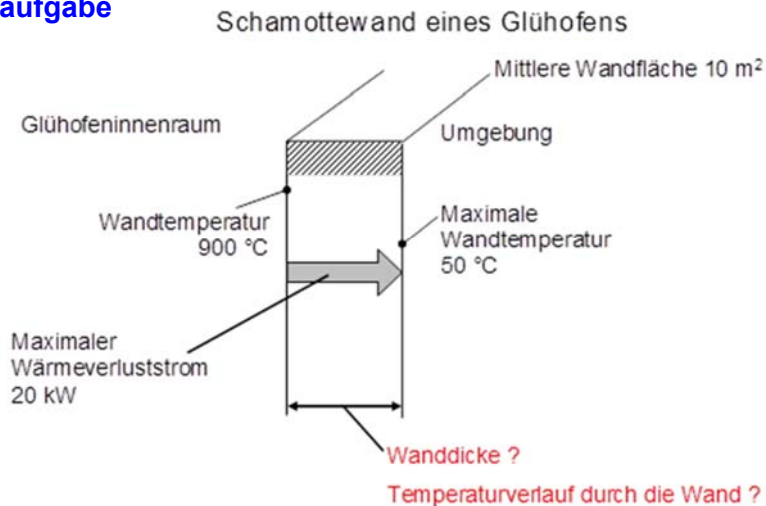 aufgabe
Schamottewand eines Glühofens
Mittlere Wandfläche 10 m²
Glühofeninnenraum
Umgebung
Wandtemperatur
900 °C
Maximale
Wandtemperatur
50 °C
Maximaler
Wärmeverluststrom
20 kW
Wanddicke ?
Temperaturverlauf durch die Wand ?